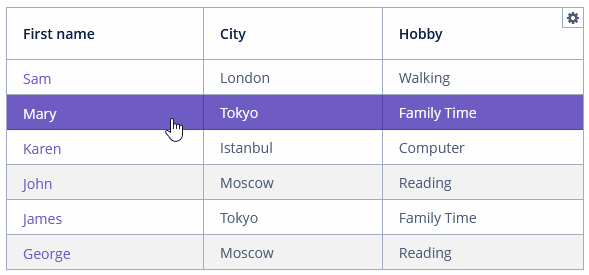 First name City Hobby
Sam London Walking
Mary Tokyo Family Time
Karen Istanbul Computer
John Moscow Reading
James Tokyo Family Time
George Moscow Reading